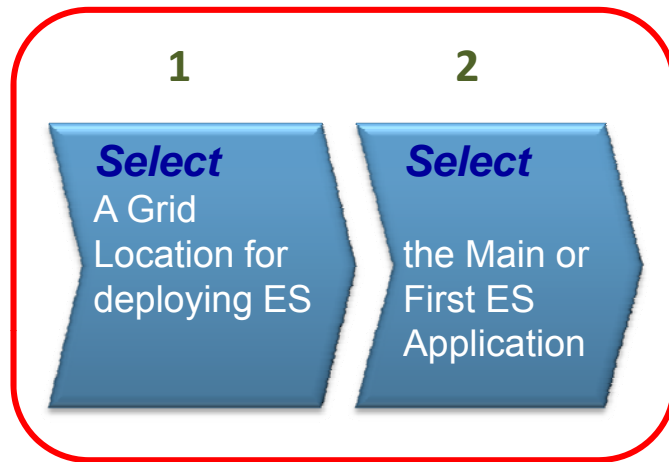 1
Select
A Grid
Location for
deploying ES
2
Select
the Main or
First ES
Application